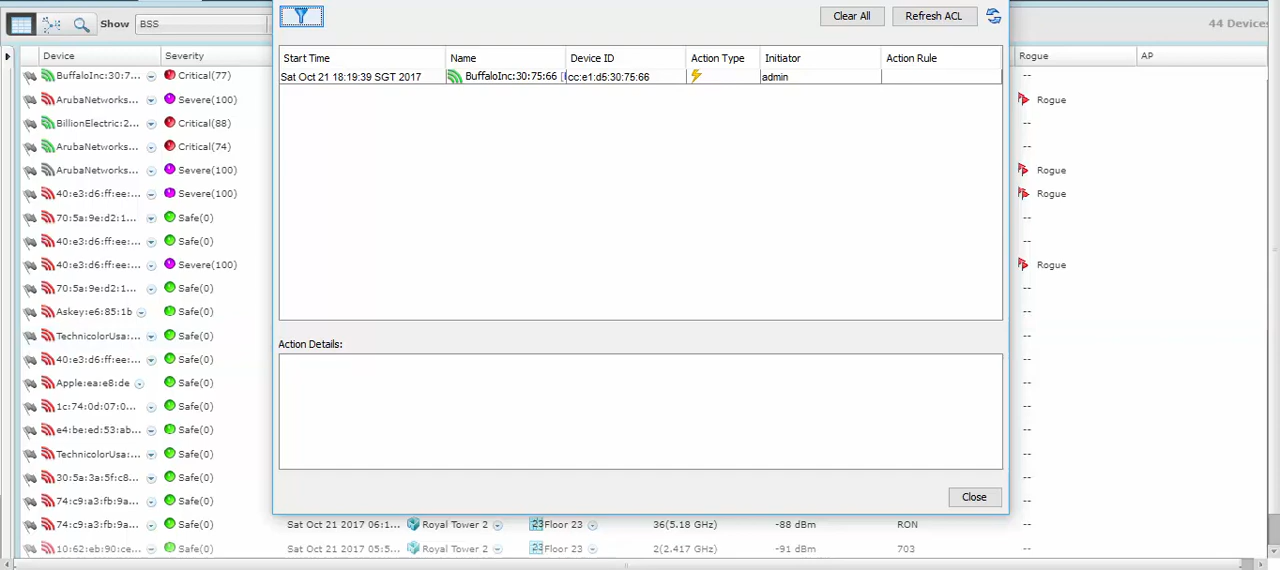 Show BSS Clear All Refresh ACL 44 Devices
Device Severity Start Time Name Device ID Action Type Initiator Action Rule Rogue AP
BuffaloInc:30:7... Critical(77) Sat Oct 21 18:19:39 SGT 2017 BuffaloInc:30:75:66 cc:e1:d5:30:75:66 admin --
ArubaNetworks... Severe(100) Rogue
BillionElectric:2... Critical(88) --
ArubaNetworks... Critical(74) --
ArubaNetworks... Severe(100) Rogue
40:e3:d6:ff:ee:... Severe(100) Rogue
70:5a:9e:d2:1... Safe(0) --
40:e3:d6:ff:ee:... Safe(0) --
40:e3:d6:ff:ee:... Severe(100) Rogue
70:5a:9e:d2:1... Safe(0) --
Askey:e6:85:1b Safe(0) --
TechnicolorUsa:... Safe(0) --
Action Details:
40:e3:d6:ff:ee:... Safe(0) --
Apple:ea:e8:de Safe(0) --
1c:74:0d:07:0... Safe(0) --
e4:be:ed:53:ab... Safe(0) --
TechnicolorUsa:... Safe(0) --
30:5a:3a:5f:c8... Safe(0) --
74:c9:a3:fb:9a... Safe(0) Close --
74:c9:a3:fb:9a... Safe(0) Sat Oct 21 2017 06:1... Royal Tower 2 23 Floor 23 36(5.18 GHz) -88 dBm RON --
10:62:eb:90:ce... Safe(0) Sat Oct 21 2017 05:5... Royal Tower 2 23 Floor 23 2(2.417 GHz) -91 dBm 703 --